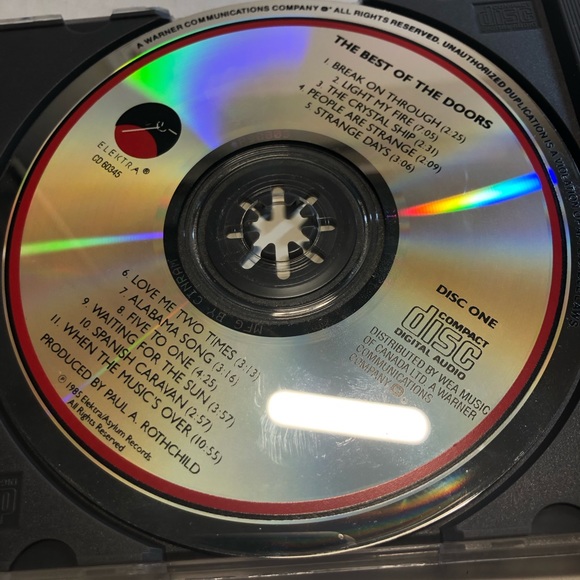 A WARNER COMMUNICATIONS COMPANY ℗® ALL RIGHTS RESERVED. UNAUTHORIZED DUPLICATION IS A
THE BEST OF THE DOORS
1. BREAK ON THROUGH (2.25)
2. LIGHT MY FIRE (7.05)
3. THE CRYSTAL SHIP (2.31)
4. PEOPLE ARE STRANGE (2.09)
5. STRANGE DAYS (3:06)
ELEKTRA®
CD 60345
MFG. BY CINRAM
DISC ONE
COMPACT
disc
DIGITAL AUDIO
DISTRIBUTED BY WEA MUSIC
OF CANADA LTD. A WARNER
COMMUNICATIONS
COMPANY
6. LOVE ME TWO TIMES (3:13)
7. ALABAMA SONG (3:16)
8. FIVE TO ONE (4.25)
9. WAITING FOR THE SUN (3:57)
10. SPANISH CARAVAN (2.57)
11. WHEN THE MUSIC'S OVER (10:55)
PRODUCED BY PAUL A. ROTHCHILD
℗ 1985 Elektra/Asylum Records
All Rights Reserved